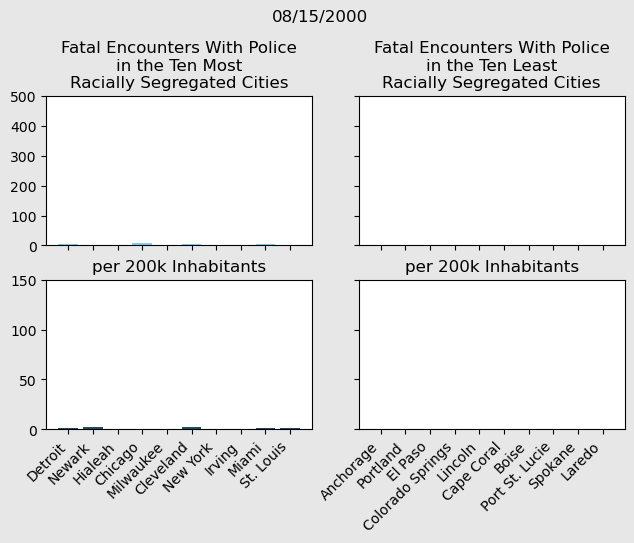 08/15/2000
Fatal Encounters With Police
in the Ten Most
Racially Segregated Cities
Fatal Encounters With Police
in the Ten Least
Racially Segregated Cities
500
400
300
200
100
0
per 200k Inhabitants
per 200k Inhabitants
150
100
50
0
Detroit
Newark
Hialeah
Chicago
Milwaukee
Cleveland
New York
Irving
Miami
St. Louis
Anchorage
Portland
El Paso
Colorado Springs
Lincoln
Cape Coral
Boise
Port St. Lucie
Spokane
Laredo